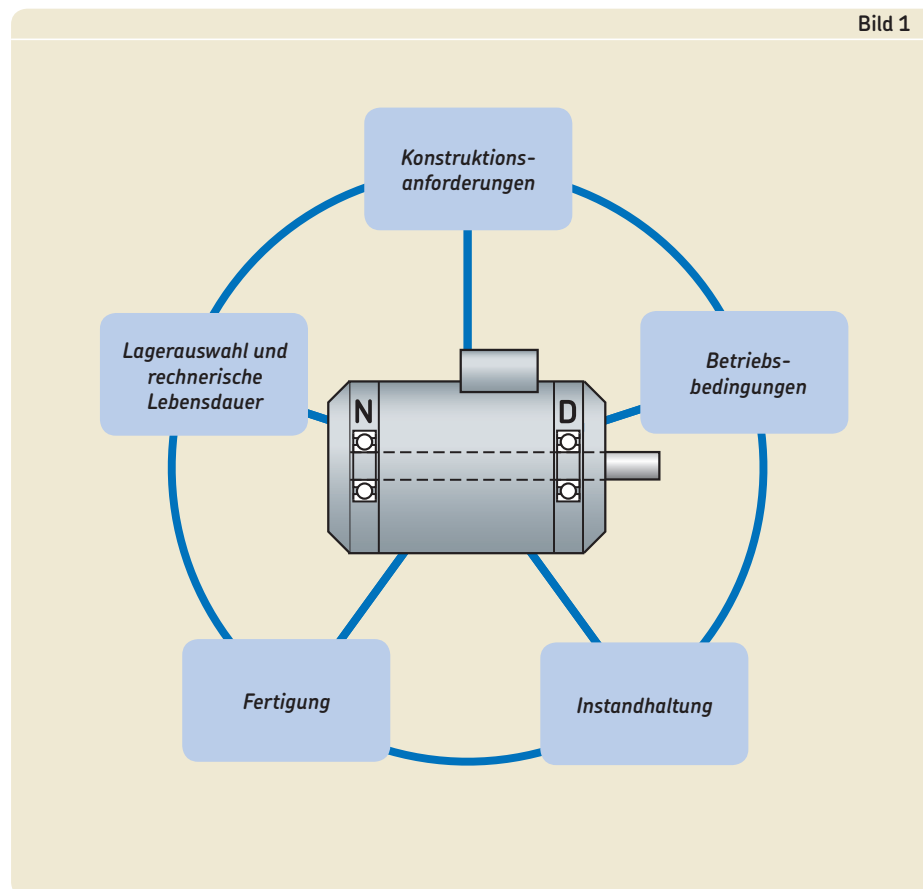 Bild 1
Konstruktions-
anforderungen
Lagerauswahl und
rechnerische
Lebensdauer
Betriebs-
bedingungen
N
D
Fertigung
Instandhaltung